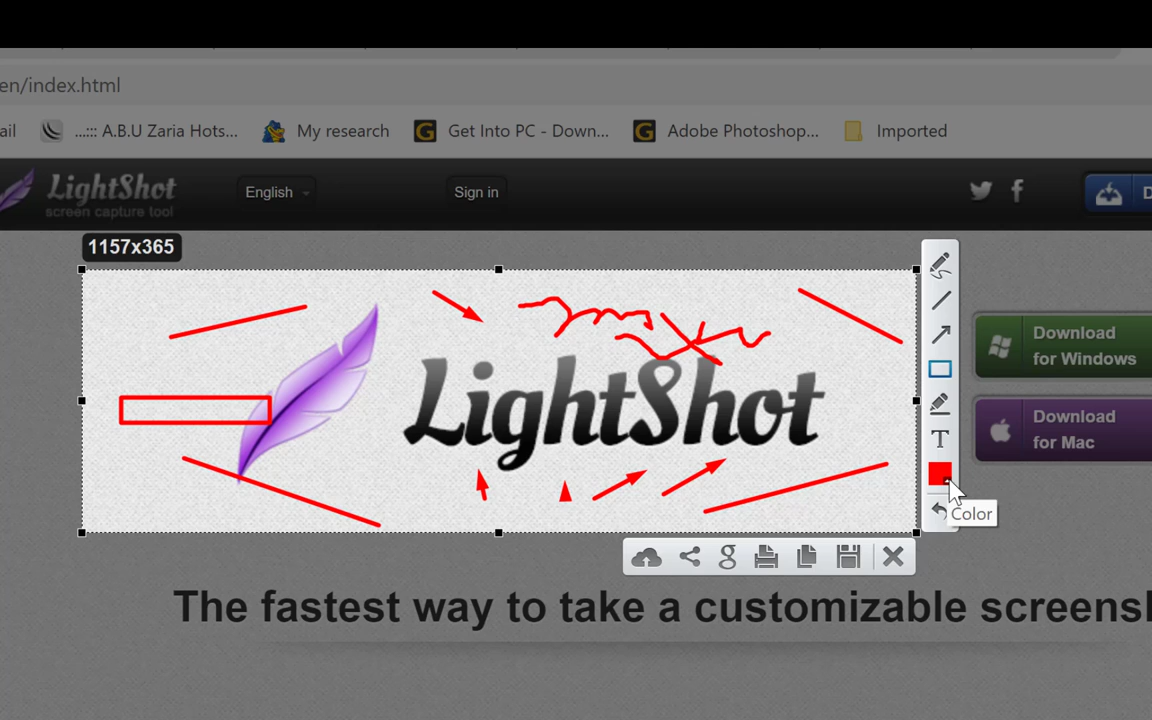 en/index.html
ail ...::: A.B.U Zaria Hots... My research Get Into PC - Down... Adobe Photoshop... Imported
LightShot
screen capture tool
English
Sign in
D
1157x365
LightShot
Download
for Windows
Download
for Mac
T
Color
g
The fastest way to take a customizable screensh